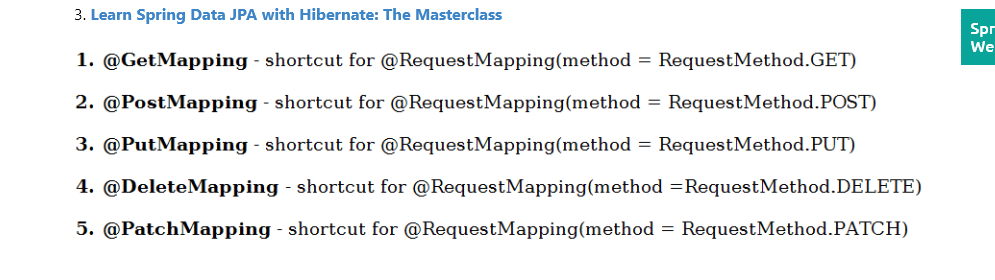 3. Learn Spring Data JPA with Hibernate: The Masterclass
1. @GetMapping - shortcut for @RequestMapping(method = RequestMethod.GET)
2. @PostMapping - shortcut for @RequestMapping(method = RequestMethod.POST)
3. @PutMapping - shortcut for @RequestMapping(method = RequestMethod.PUT)
4. @DeleteMapping - shortcut for @RequestMapping(method =RequestMethod.DELETE)
5. @PatchMapping - shortcut for @RequestMapping(method = RequestMethod.PATCH)
Spr
We